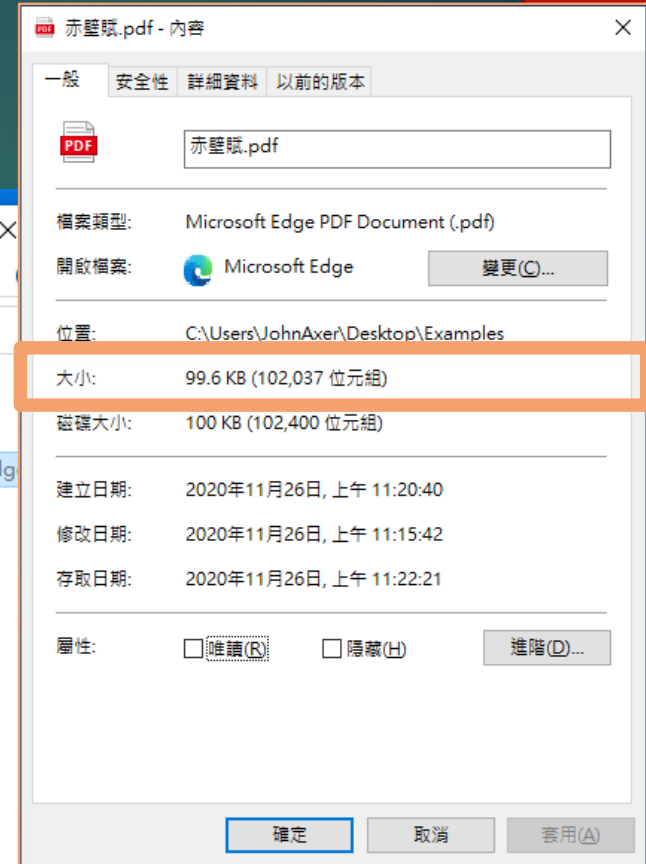 赤壁賦.pdf - 內容
一般 安全性 詳細資料 以前的版本
PDF 赤壁賦.pdf
檔案類型: Microsoft Edge PDF Document (.pdf)
開啟檔案: Microsoft Edge 變更(C)...
位置: C:\Users\JohnAxer\Desktop\Examples
大小: 99.6 KB (102,037 位元組)
磁碟大小: 100 KB (102,400 位元組)
建立日期: 2020年11月26日, 上午 11:20:40
修改日期: 2020年11月26日, 上午 11:15:42
存取日期: 2020年11月26日, 上午 11:22:21
屬性: 唯讀(R) 隱藏(H) 進階(D)...
確定 取消 套用(A)